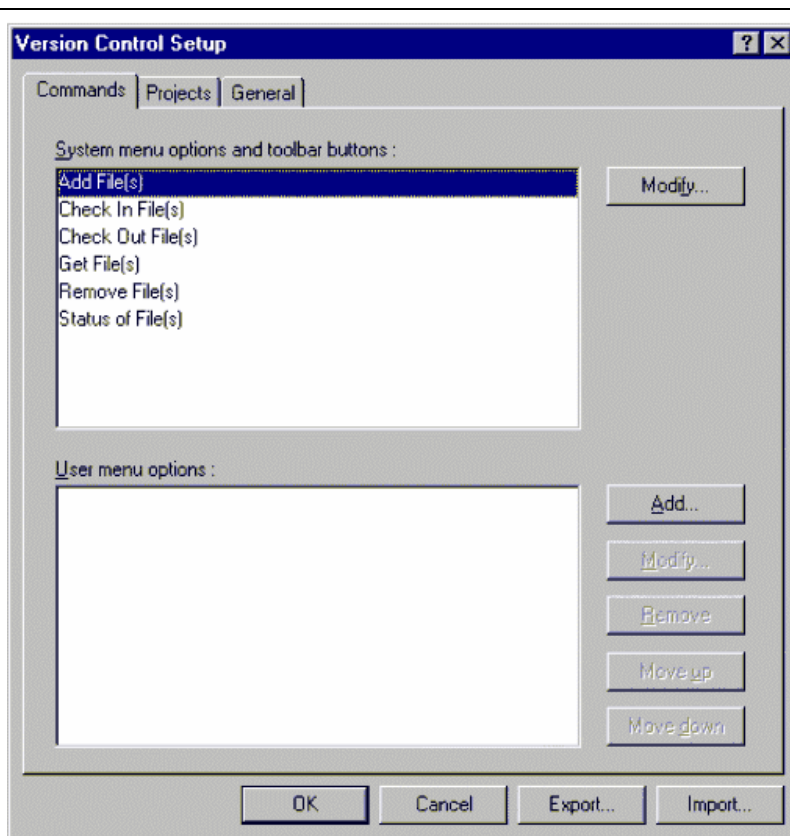 Version Control Setup
Commands Projects General
System menu options and toolbar buttons :
Add File(s)
Check In File(s)
Check Out File(s)
Get File(s)
Remove File(s)
Status of File(s)
Modify...
User menu options :
Add...
Modify...
Remove
Move up
Move down
OK Cancel Export... Import...